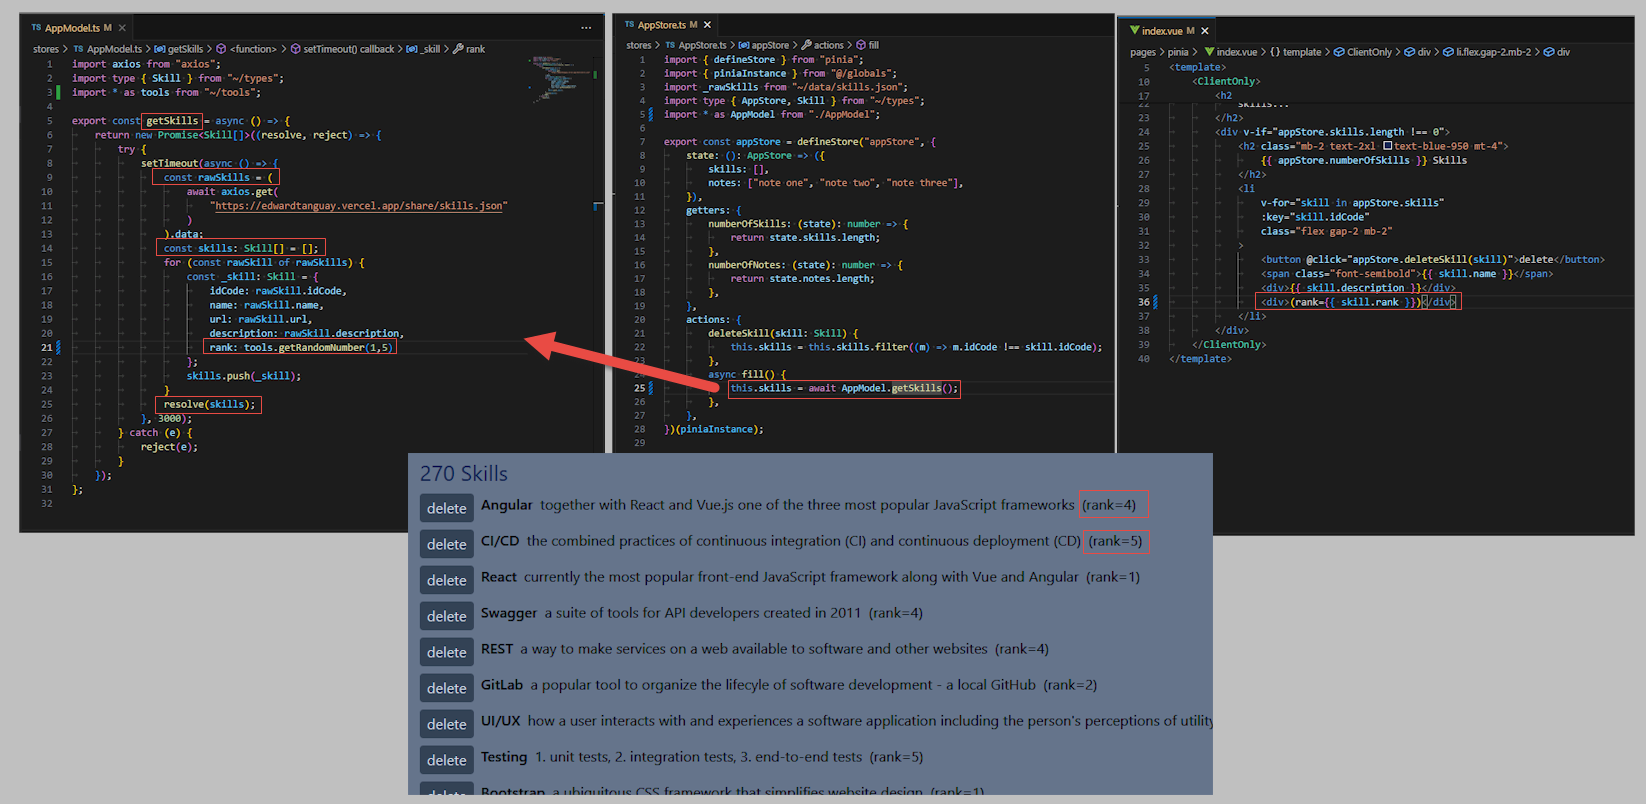 TS AppModel.ts M ×
stores > TS AppModel.ts > getSkills > <function> > setTimeout() callback > _skill > rank
1 import axios from "axios";
2 import type { Skill } from "~/types";
3 import * as tools from "~/tools";
4
5 export const getSkills = async () => {
6 return new Promise<Skill[]>((resolve, reject) => {
7 try {
8 setTimeout(async () => {
9 const rawSkills = (
10 await axios.get(
11 "https://edwardtanguay.vercel.app/share/skills.json"
12 )
13 ).data;
14 const skills: Skill[] = [];
15 for (const rawSkill of rawSkills) {
16 const _skill: Skill = {
17 idCode: rawSkill.idCode,
18 name: rawSkill.name,
19 url: rawSkill.url,
20 description: rawSkill.description,
21 rank: tools.getRandomNumber(1,5)
22 };
23 skills.push(_skill);
24 }
25 resolve(skills);
26 }, 3000);
27 } catch (e) {
28 reject(e);
29 }
30 });
31 };
32
TS AppStore.ts M ×
stores > TS AppStore.ts > appStore > actions > fill
1 import { defineStore } from "pinia";
2 import { piniaInstance } from "@/globals";
3 import _rawSkills from "~/data/skills.json";
4 import type { AppStore, Skill } from "~/types";
5 import * as AppModel from "./AppModel";
6
7 export const appStore = defineStore("appStore", {
8 state: (): AppStore => ({
9 skills: [],
10 notes: ["note one", "note two", "note three"],
11 }),
12 getters: {
13 numberOfSkills: (state): number => {
14 return state.skills.length;
15 },
16 numberOfNotes: (state): number => {
17 return state.notes.length;
18 },
19 },
20 actions: {
21 deleteSkill(skill: Skill) {
22 this.skills = this.skills.filter((m) => m.idCode !== skill.idCode);
23 },
24 async fill() {
25 this.skills = await AppModel.getSkills();
26 },
27 },
28 })(piniaInstance);
29
index.vue M ×
pages > pinia > index.vue > {} template > ClientOnly > div > li.flex.gap-2.mb-2 > div
5 <template>
10 <ClientOnly>
17 <h2
22 skills...
23 </h2>
24 <div v-if="appStore.skills.length !== 0">
25 <h2 class="mb-2 text-2xl text-blue-950 mt-4">
26 {{ appStore.numberOfSkills }} Skills
27 </h2>
28 <li
29 v-for="skill in appStore.skills"
30 :key="skill.idCode"
31 class="flex gap-2 mb-2"
32 >
33 <button @click="appStore.deleteSkill(skill)">delete</button>
34 <span class="font-semibold">{{ skill.name }}</span>
35 <div>{{ skill.description }}</div>
36 <div>(rank={{ skill.rank }})</div>
37 </li>
38 </div>
39 </ClientOnly>
40 </template>
270 Skills
delete Angular together with React and Vue.js one of the three most popular JavaScript frameworks (rank=4)
delete CI/CD the combined practices of continuous integration (CI) and continuous deployment (CD) (rank=5)
delete React currently the most popular front-end JavaScript framework along with Vue and Angular (rank=1)
delete Swagger a suite of tools for API developers created in 2011 (rank=4)
delete REST a way to make services on a web available to software and other websites (rank=4)
delete GitLab a popular tool to organize the lifecyle of software development - a local GitHub (rank=2)
delete UI/UX how a user interacts with and experiences a software application including the person's perceptions of utility
delete Testing 1. unit tests, 2. integration tests, 3. end-to-end tests (rank=5)
delete Bootstrap a ubiquitous CSS framework that simplifies website design (rank=1)